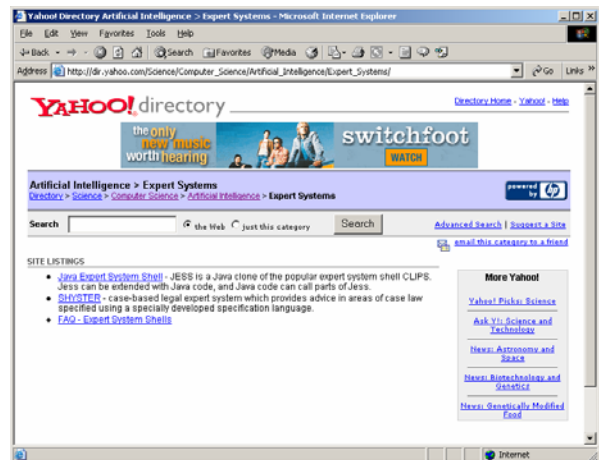 Yahoo! Directory Artificial Intelligence > Expert Systems - Microsoft Internet Explorer
File Edit View Favorites Tools Help
Back Search Favorites Media
Address http://dir.yahoo.com/Science/Computer_Science/Artificial_Intelligence/Expert_Systems/ Go Links »
YAHOO! directory
Directory Home - Yahoo! - Help
the only new music worth hearing
switchfoot
WATCH
Artificial Intelligence > Expert Systems
Directory > Science > Computer Science > Artificial Intelligence > Expert Systems
powered by hp
Search the Web just this category Search
Advanced Search | Suggest a Site
email this category to a friend
SITE LISTINGS
• Java Expert System Shell - JESS is a Java clone of the popular expert system shell CLIPS.
Jess can be extended with Java code, and Java code can call parts of Jess.
• SHYSTER - case-based legal expert system which provides advice in areas of case law
specified using a specially developed specification language.
• FAQ - Expert System Shells
More Yahoo!
Yahoo! Picks: Science
Ask Y!: Science and
Technology
News: Astronomy and
Space
News: Biotechnology and
Genetics
News: Genetically Modified
Food
Internet